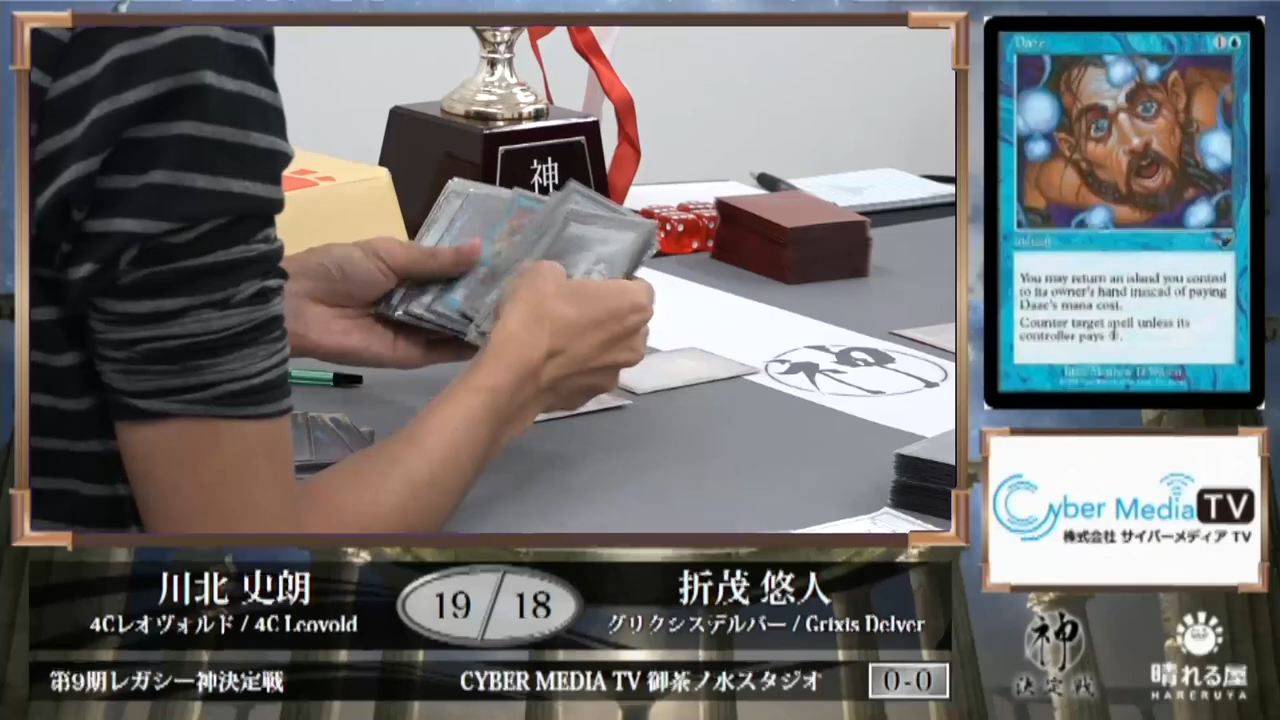 神
神
Daze
You may return an island you control
to its owner's hand instead of paying
Daze's mana cost.
Counter target spell unless its
controller pays 1.
Cyber Media TV
株式会社 サイバーメディア TV
川北 史朗
4Cレオヴォルド / 4C Leovold
19 / 18
折茂 悠人
グリクシスデルバー / Grixis Delver
第9期レガシー神決定戦
CYBER MEDIA TV 御茶ノ水スタジオ
0-0
神
決定戦
晴れる屋
HARERUYA